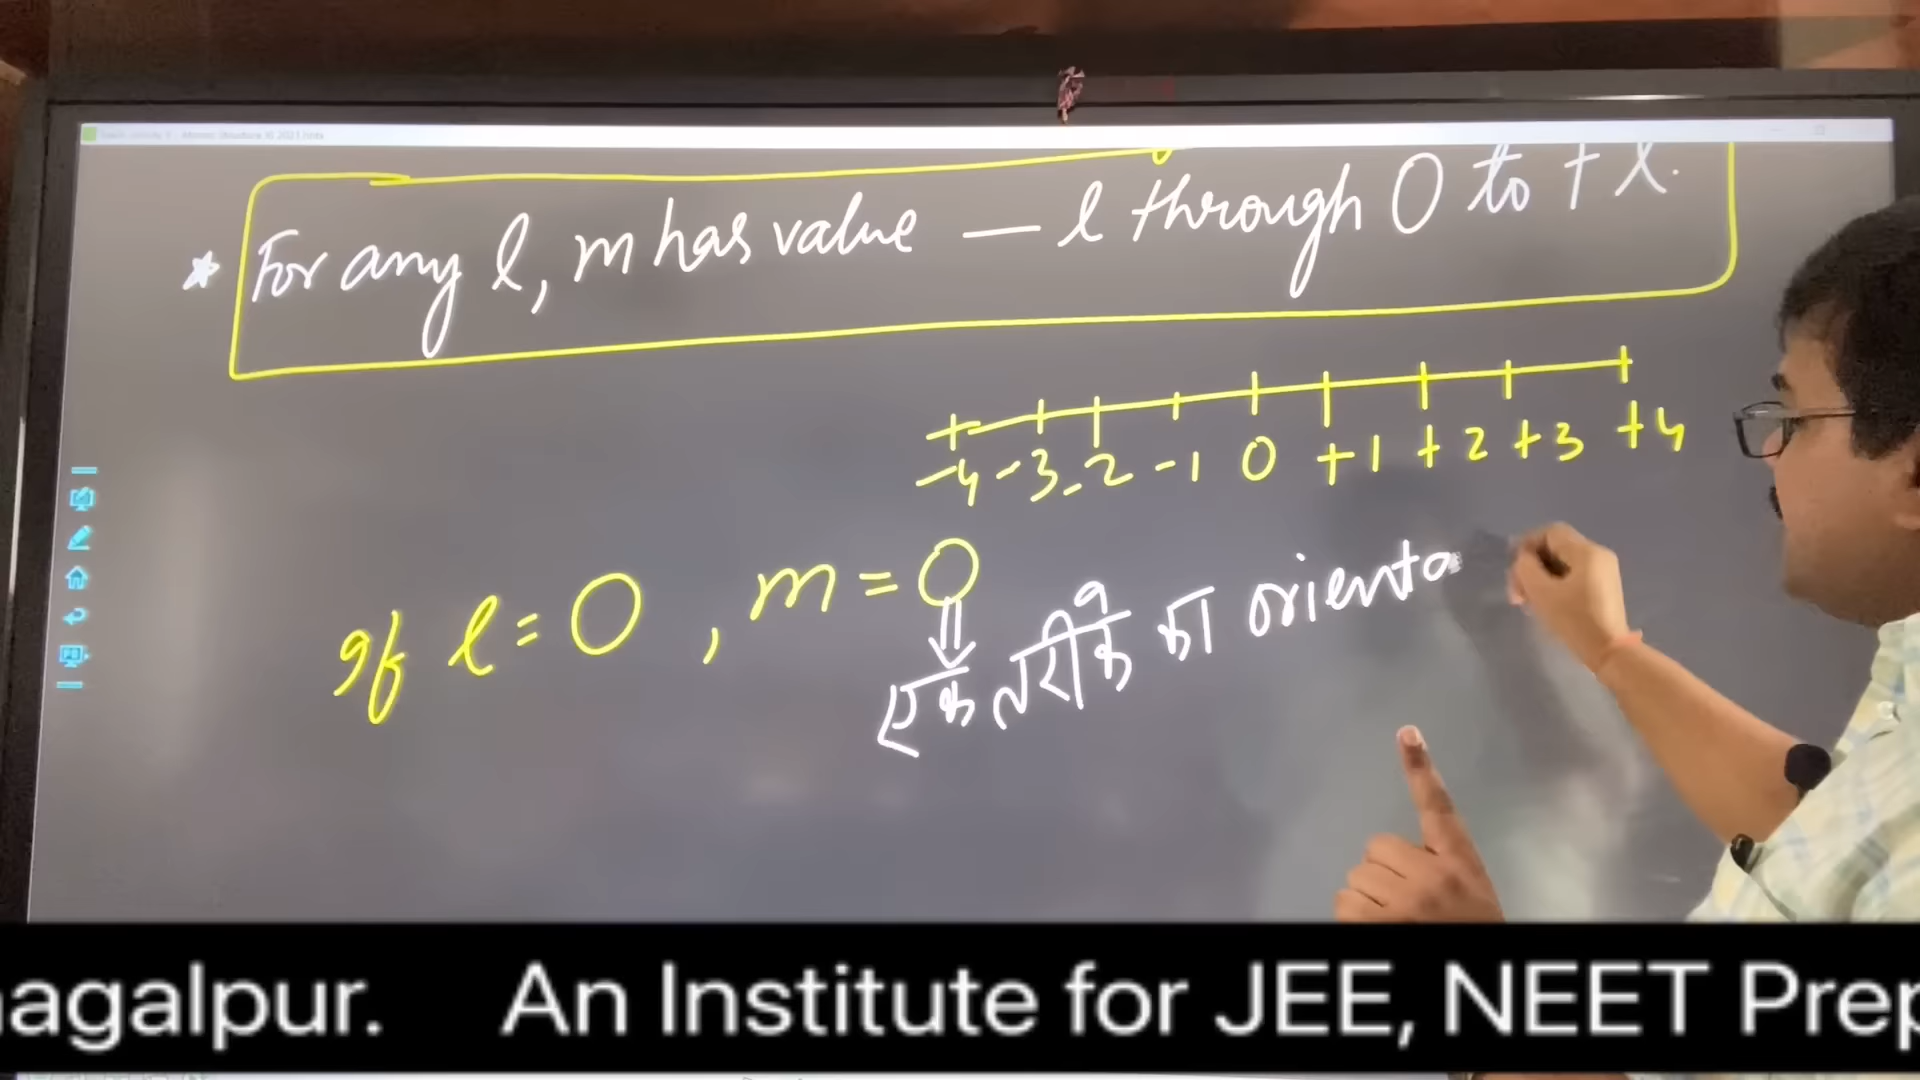 * For any l, m has value — l through 0 to + l.
-4 -3 -2 -1 0 +1 +2 +3 +4
If l = 0, m = 0
एक तरीके का orienta
nagalpur. An Institute for JEE, NEET Prep